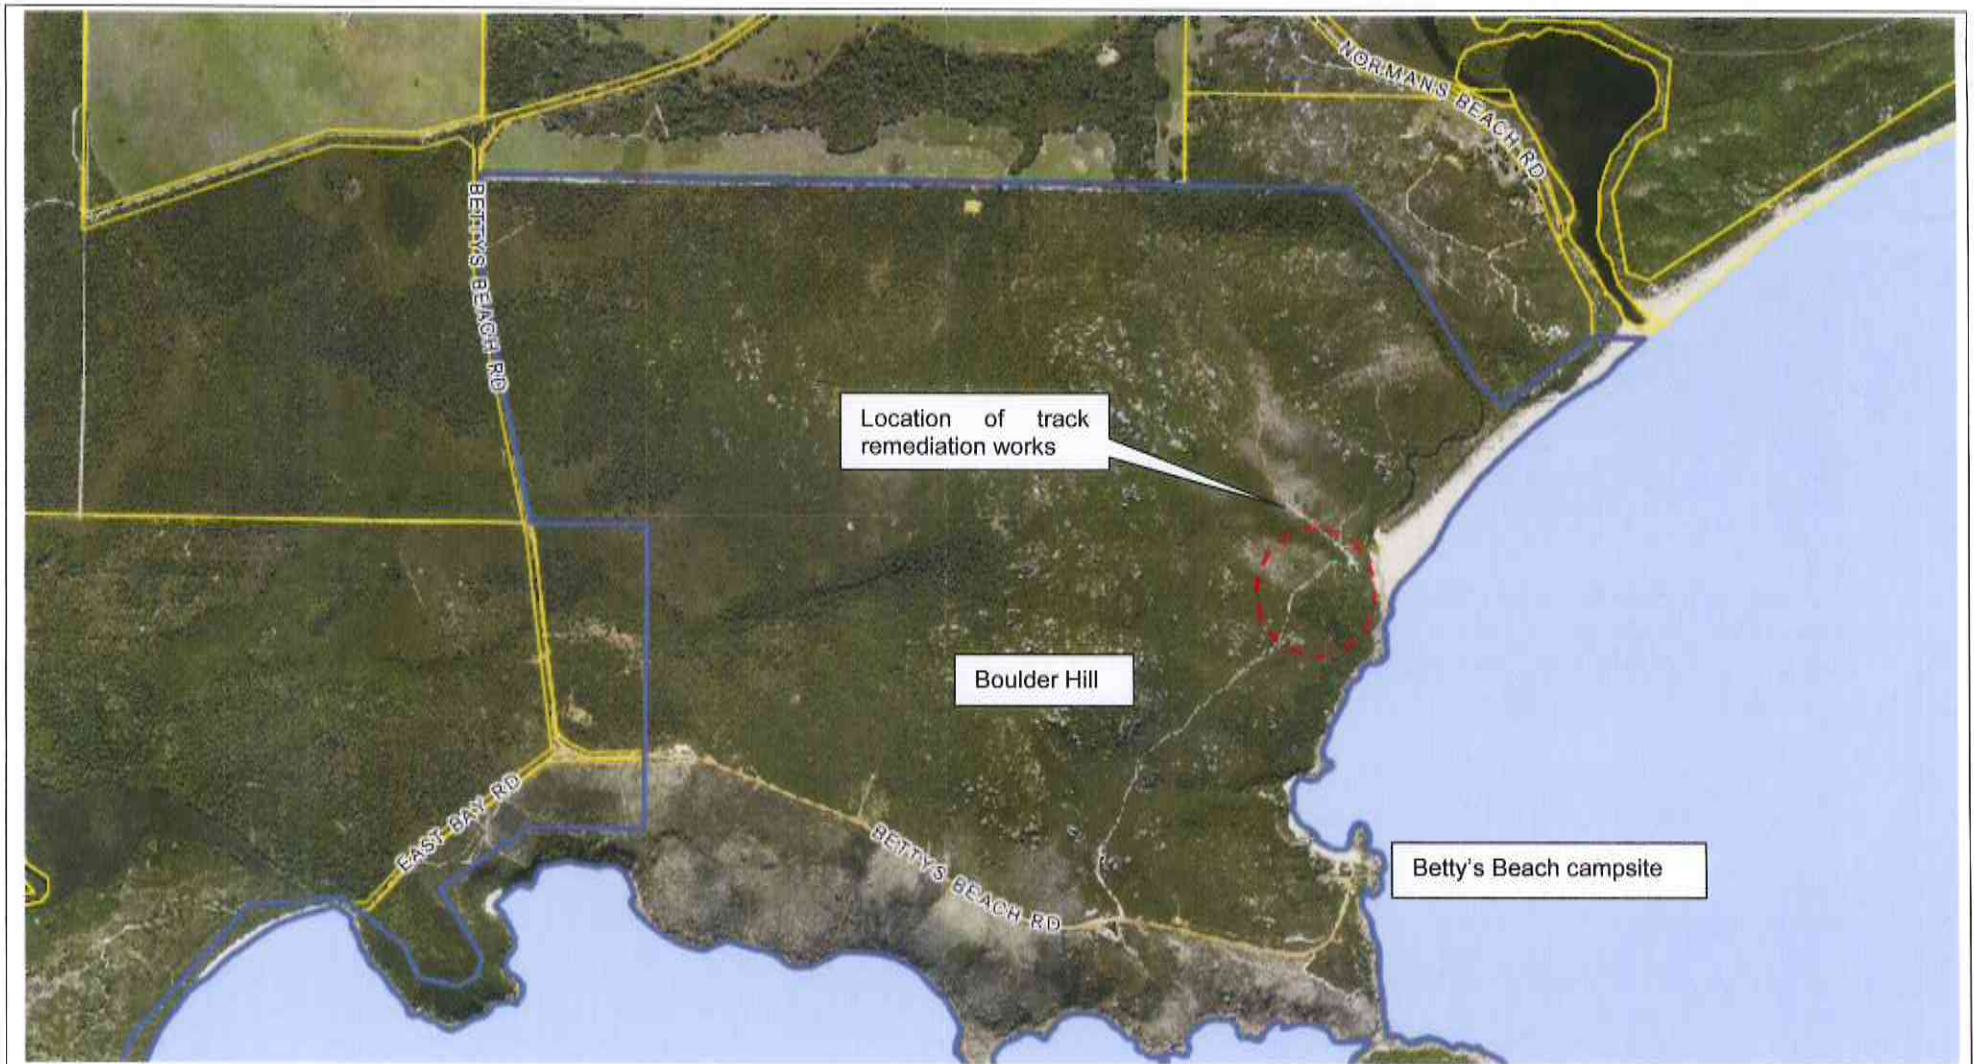 NORMANS BEACH RD
BETTYS BEACH RD
Location of track
remediation works
Boulder Hill
EAST BAY RD
BETTYS BEACH RD
Betty's Beach campsite